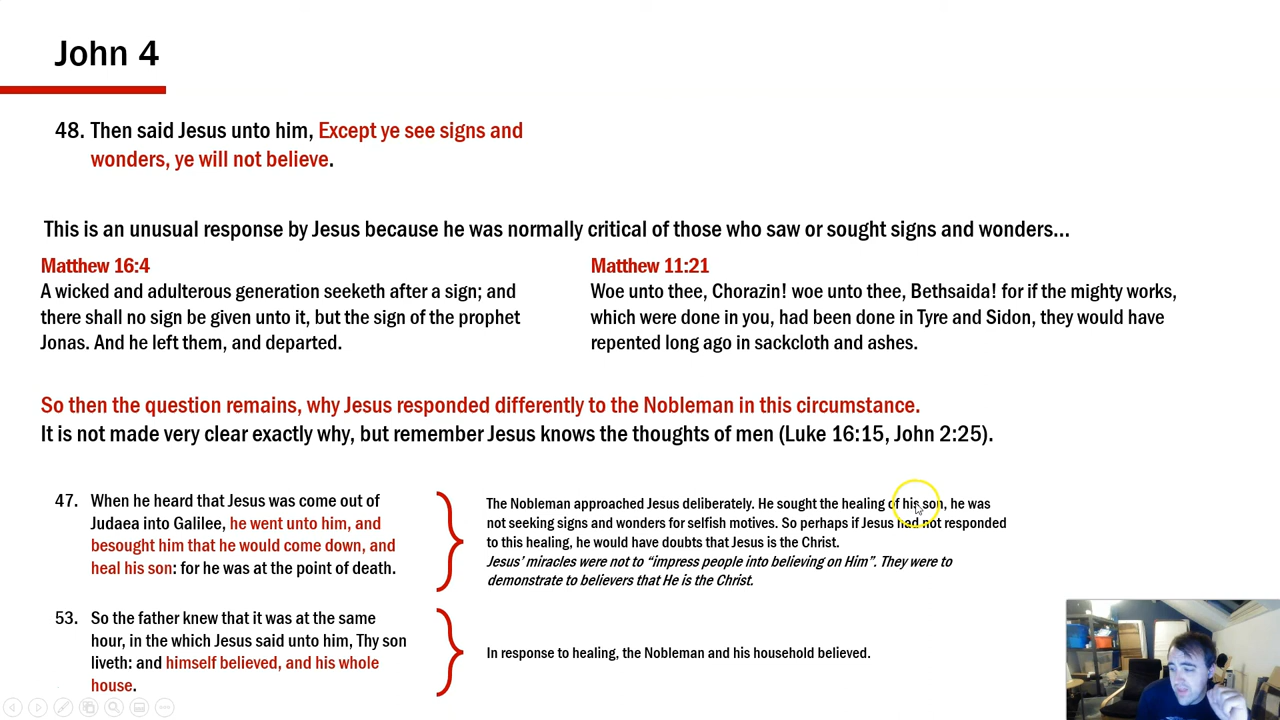 John 4
48. Then said Jesus unto him, Except ye see signs and
wonders, ye will not believe.
This is an unusual response by Jesus because he was normally critical of those who saw or sought signs and wonders...
Matthew 16:4
A wicked and adulterous generation seeketh after a sign; and
there shall no sign be given unto it, but the sign of the prophet
Jonas. And he left them, and departed.
Matthew 11:21
Woe unto thee, Chorazin! woe unto thee, Bethsaida! for if the mighty works,
which were done in you, had been done in Tyre and Sidon, they would have
repented long ago in sackcloth and ashes.
So then the question remains, why Jesus responded differently to the Nobleman in this circumstance.
It is not made very clear exactly why, but remember Jesus knows the thoughts of men (Luke 16:15, John 2:25).
47. When he heard that Jesus was come out of
Judaea into Galilee, he went unto him, and
besought him that he would come down, and
heal his son: for he was at the point of death.
The Nobleman approached Jesus deliberately. He sought the healing of his son, he was
not seeking signs and wonders for selfish motives. So perhaps if Jesus had not responded
to this healing, he would have doubts that Jesus is the Christ.
Jesus' miracles were not to “impress people into believing on Him”. They were to
demonstrate to believers that He is the Christ.
53. So the father knew that it was at the same
hour, in the which Jesus said unto him, Thy son
liveth: and himself believed, and his whole
house.
In response to healing, the Nobleman and his household believed.